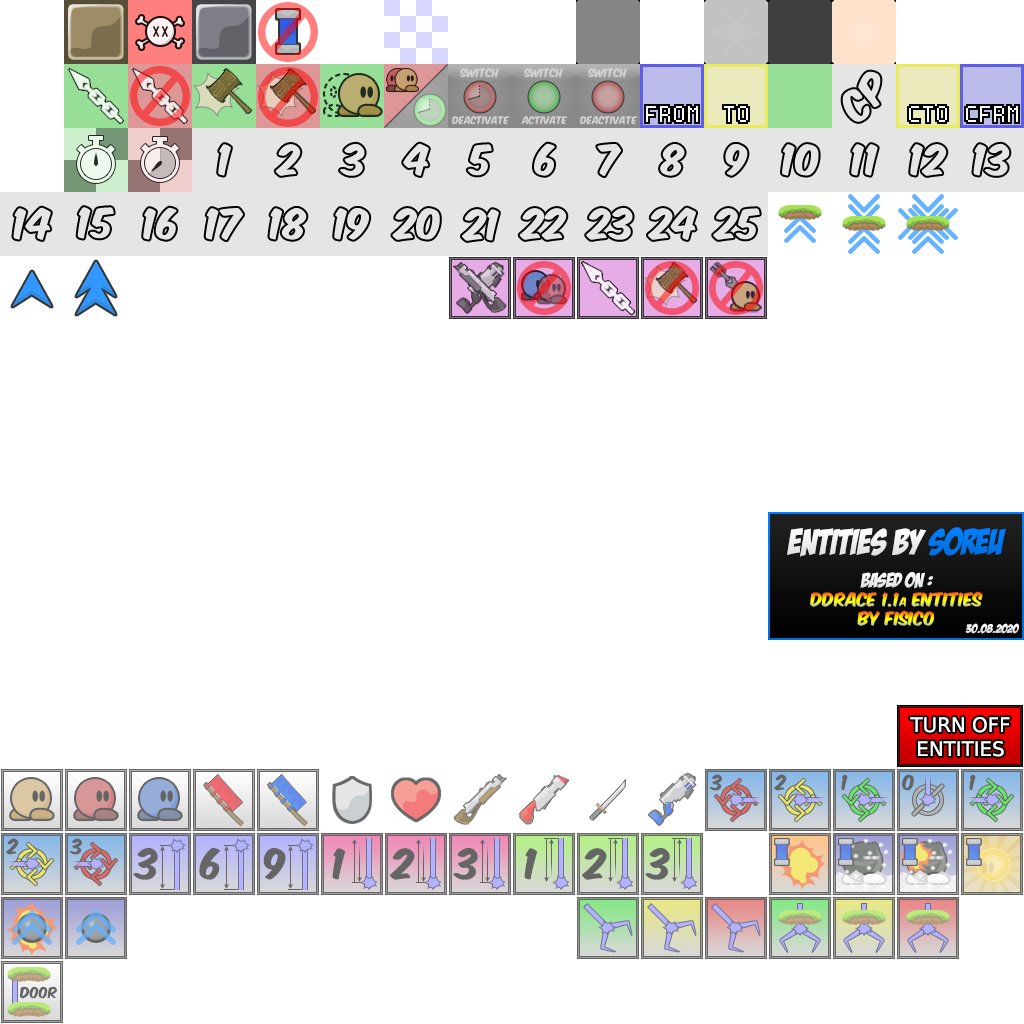 SWITCH SWITCH SWITCH
DEACTIVATE ACTIVATE DEACTIVATE
FROM TO CP CTO CFRM
1 2 3 4 5 6 7 8 9 10 11 12 13
14 15 16 17 18 19 20 21 22 23 24 25
ENTITIES BY SOREU
BASED ON :
DDRACE 1.1A ENTITIES
BY FISICO
30.08.2020
TURN OFF
ENTITIES
3 2 1 0 1
2 3 3 6 9 1 2 3 1 2 3
DOOR